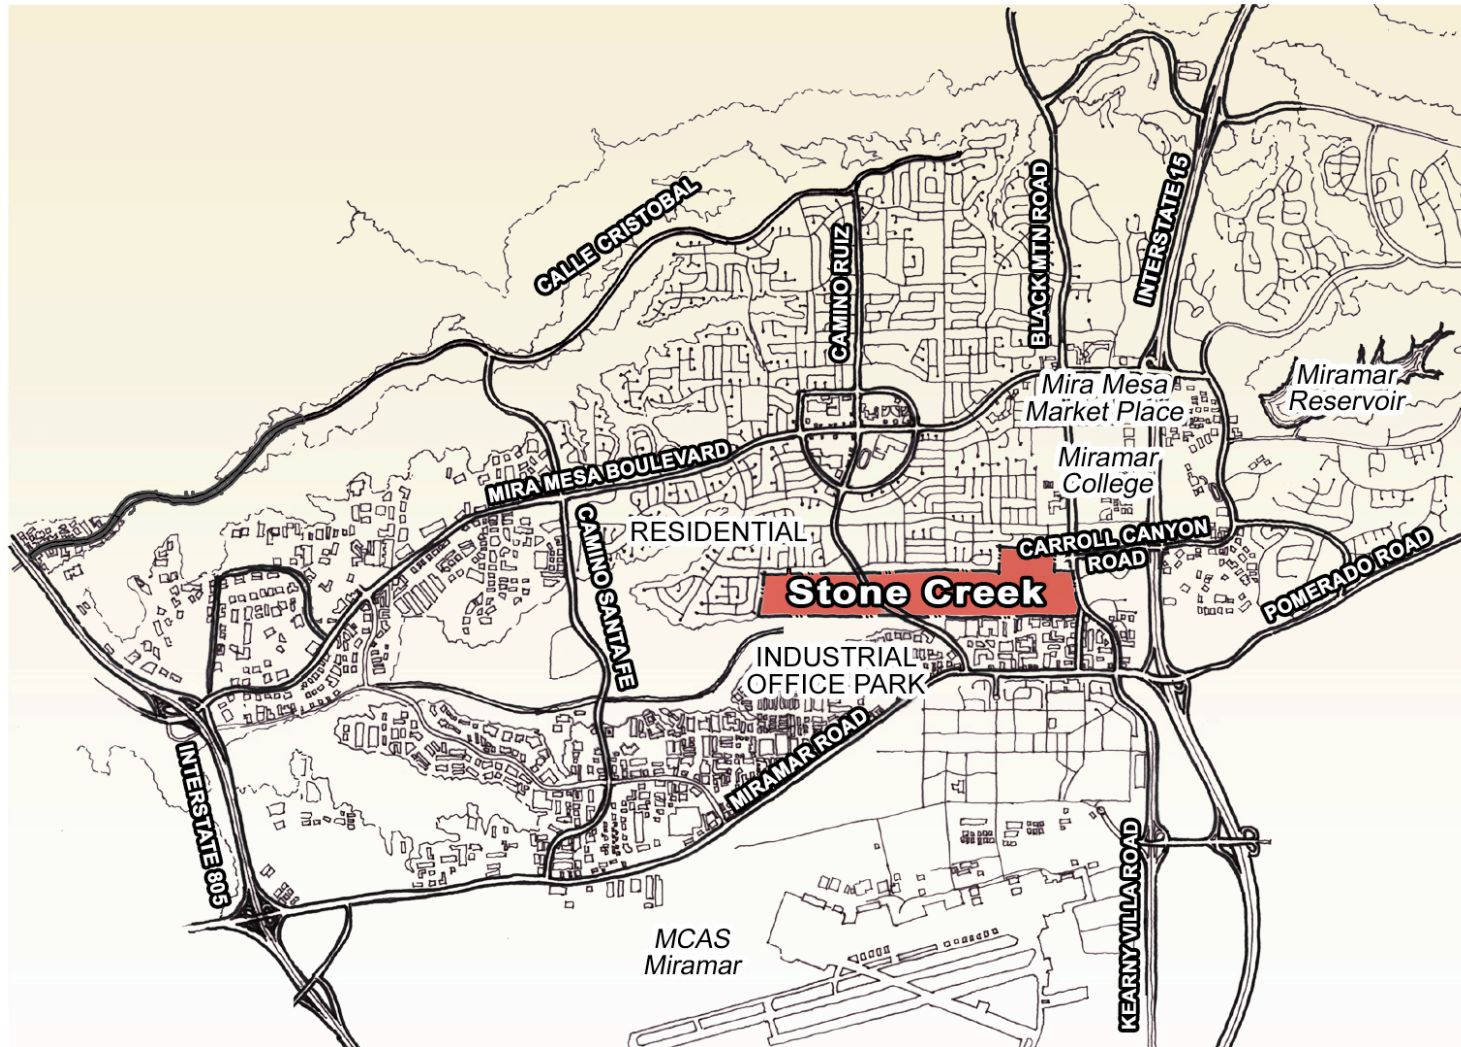 CALLE CRISTOBAL
CAMINO RUIZ
BLACK MTN ROAD
INTERSTATE 15
Mira Mesa
Market Place
Miramar
Reservoir
MIRA MESA BOULEVARD
Miramar
College
RESIDENTIAL
CAMINO SANTA FE
CARROLL CANYON
ROAD
POMERADO ROAD
Stone Creek
INDUSTRIAL
OFFICE PARK
MIRAMAR ROAD
INTERSTATE 805
KEARNY VILLA ROAD
MCAS
Miramar